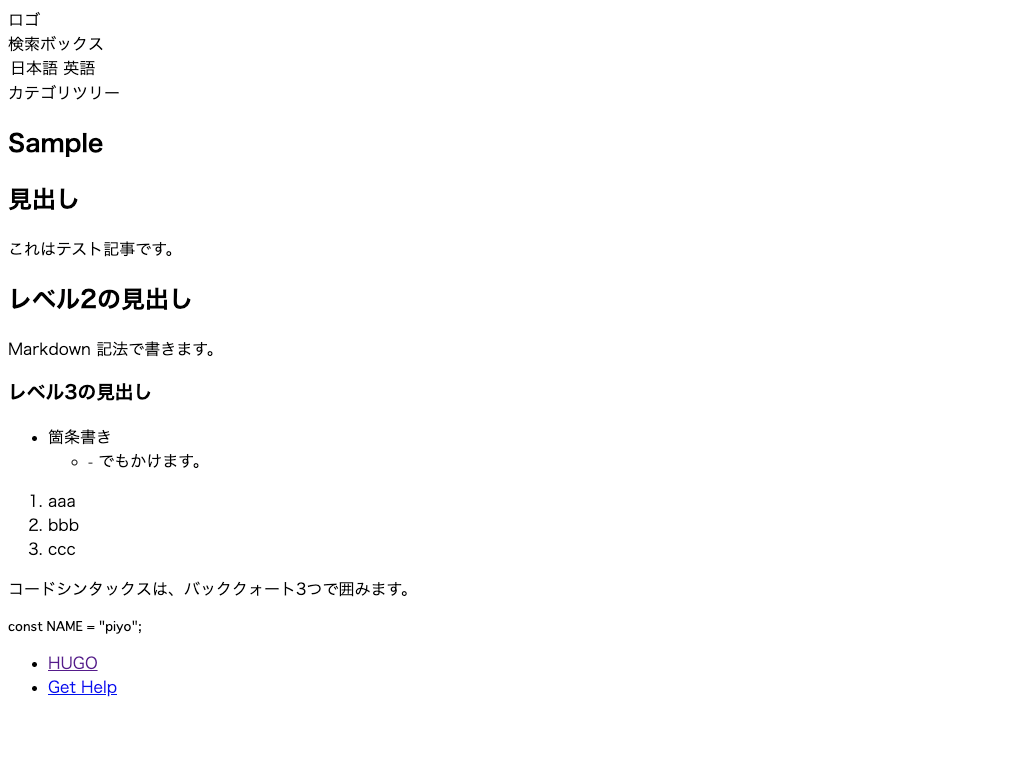 ロゴ
検索ボックス
日本語 英語
カテゴリツリー
Sample
見出し
これはテスト記事です。
レベル2の見出し
Markdown 記法で書きます。
レベル3の見出し
• 箇条書き
◦ - でもかけます。
1. aaa
2. bbb
3. ccc
コードシンタックスは、バッククォート3つで囲みます。
const NAME = "piyo";
• HUGO
• Get Help